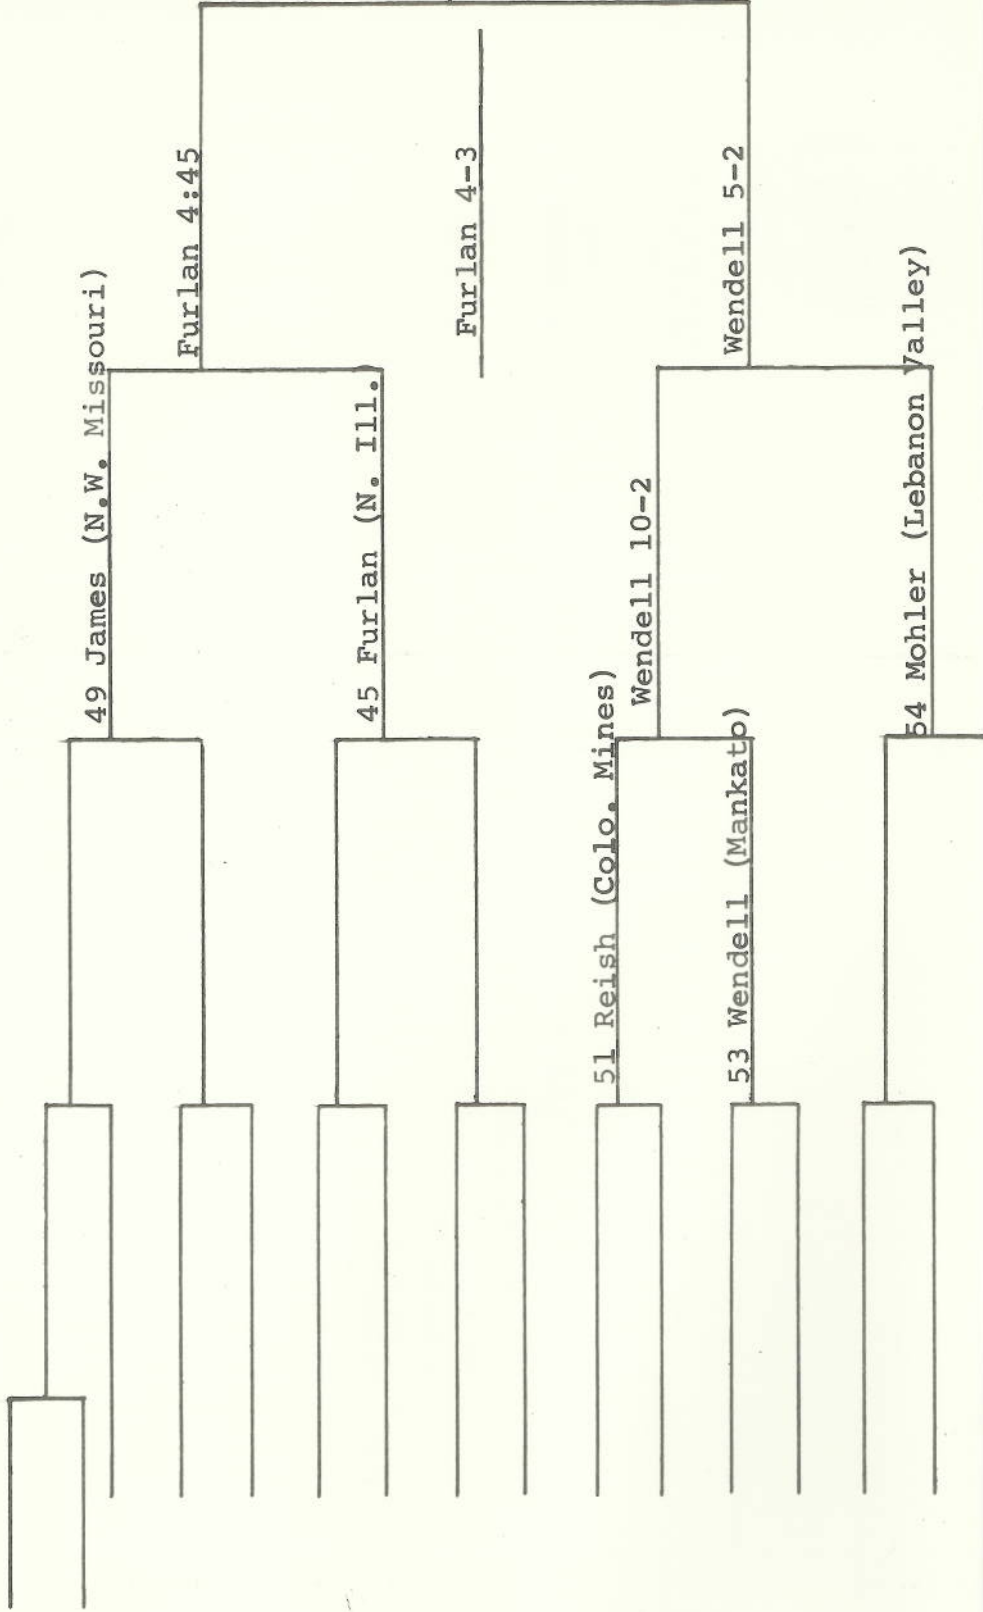 49 James (N.W. Missouri)
Furlan 4:45
45 Furlan (N. Ill.)
Furlan 4-3
51 Reish (Colo. Mines)
Wendell 10-2
53 Wendell (Mankato)
Wendell 5-2
54 Mohler (Lebanon Valley)